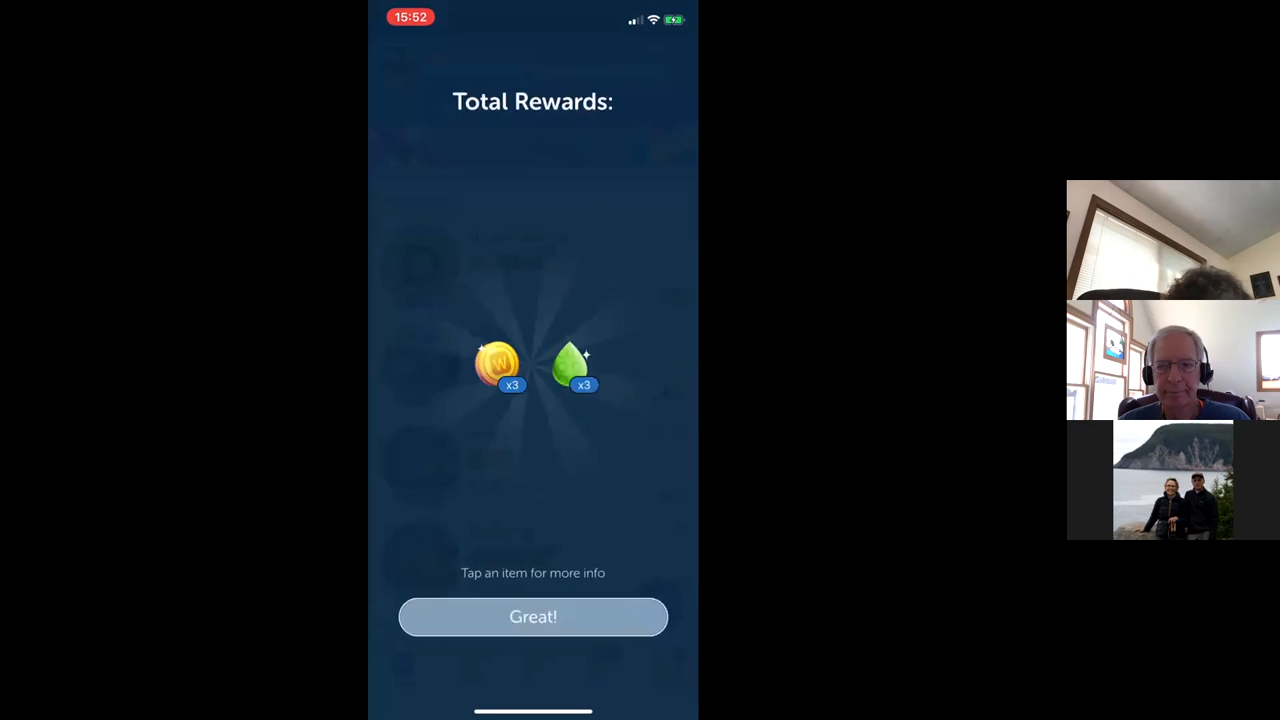 15:52
Total Rewards:
W
x3
x3
Tap an item for more info
Great!